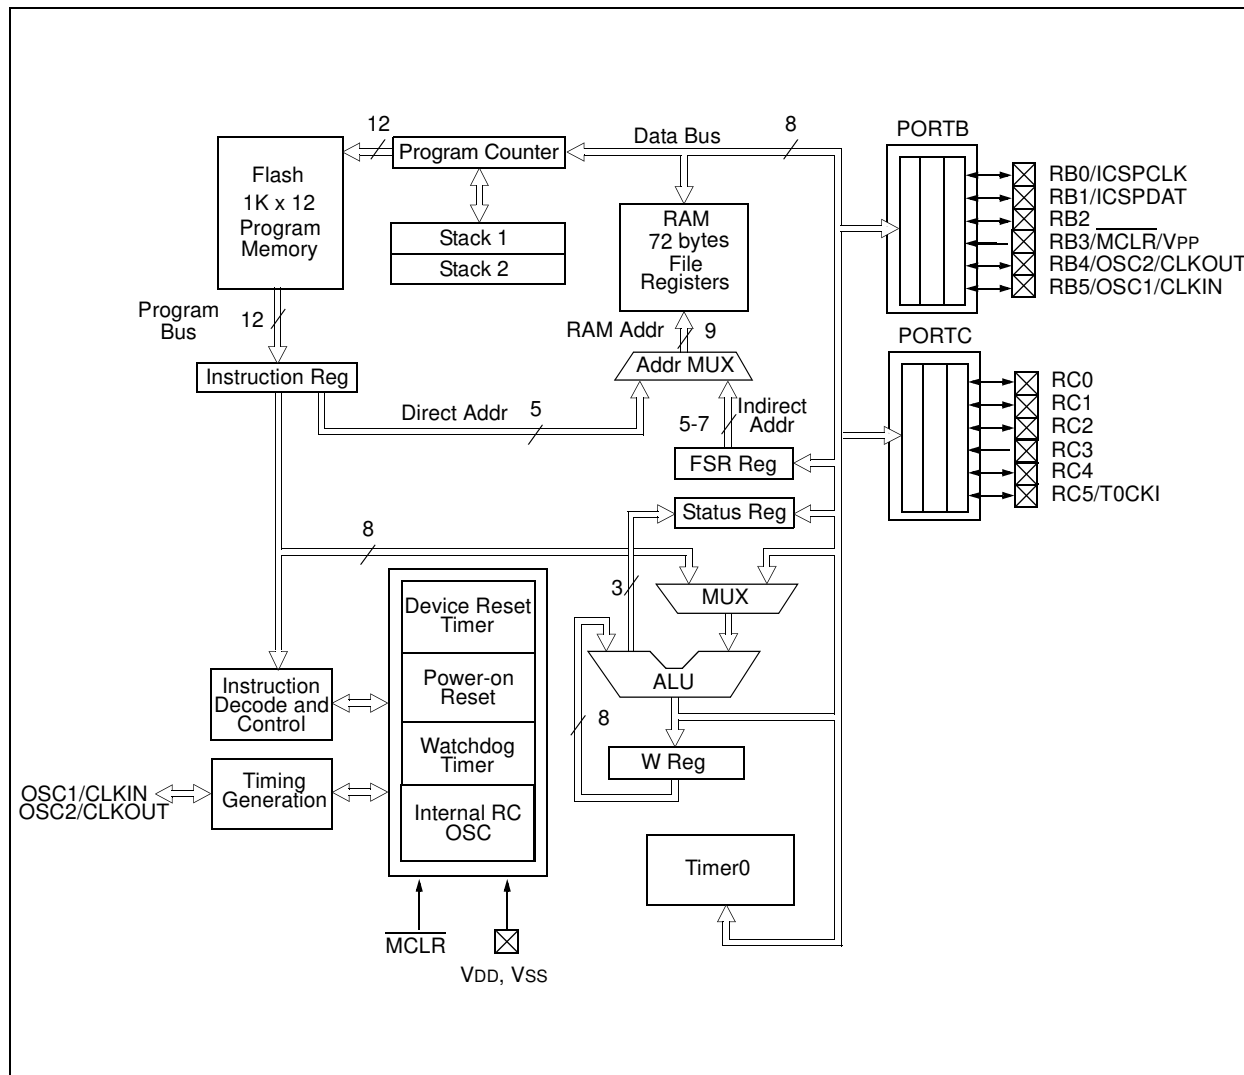 12
Program Counter
Data Bus
8
PORTB
Flash
1K x 12
Program
Memory
Stack 1
Stack 2
RAM
72 bytes
File
Registers
RB0/ICSPCLK
RB1/ICSPDAT
RB2
RB3/MCLR/VPP
RB4/OSC2/CLKOUT
RB5/OSC1/CLKIN
Program
Bus
12
RAM Addr
9
PORTC
Instruction Reg
Addr MUX
Direct Addr
5
5-7
Indirect
Addr
FSR Reg
RC0
RC1
RC2
RC3
RC4
RC5/T0CKI
Status Reg
8
3
MUX
Device Reset
Timer
Power-on
Reset
Watchdog
Timer
Internal RC
OSC
ALU
Instruction
Decode and
Control
8
W Reg
Timing
Generation
OSC1/CLKIN
OSC2/CLKOUT
Timer0
MCLR
VDD, VSS